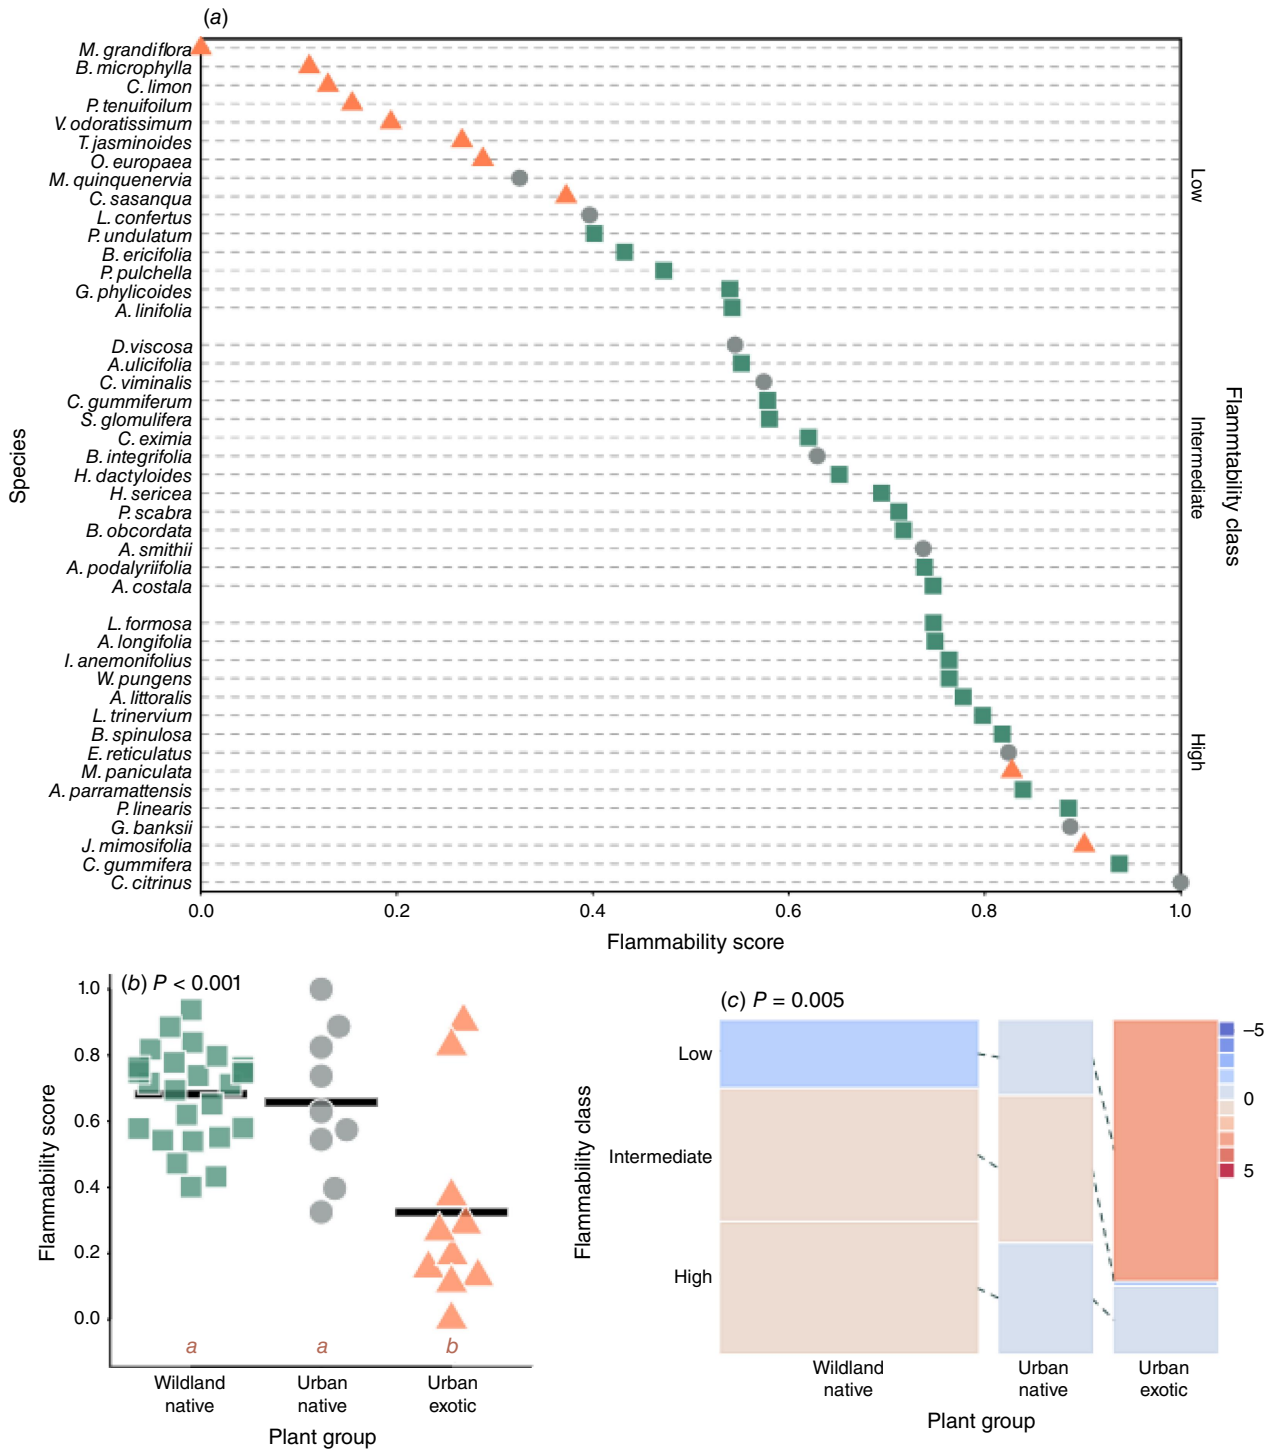 (a)
M. grandiflora
B. microphylla
C. limon
P. tenuifoilum
V. odoratissimum
T. jasminoides
O. europaea
M. quinquenervia
C. sasanqua
L. confertus
P. undulatum
B. ericifolia
P. pulchella
G. phylicoides
A. linifolia
D.viscosa
A.ulicifolia
C. viminalis
C. gummiferum
S. glomulifera
C. eximia
B. integrifolia
H. dactyloides
H. sericea
P. scabra
B. obcordata
A. smithii
A. podalyriifolia
A. costala
L. formosa
A. longifolia
I. anemonifolius
W. pungens
A. littoralis
L. trinervium
B. spinulosa
E. reticulatus
M. paniculata
A. parramattensis
P. linearis
G. banksii
J. mimosifolia
C. gummifera
C. citrinus
Species
Low
Intermediate
High
Flammtability class
0.0 0.2 0.4 0.6 0.8 1.0
Flammability score
(b) P < 0.001
1.0
0.8
0.6
0.4
0.2
0.0
Flammability score
a a b
Wildland native
Urban native
Urban exotic
Plant group
(c) P = 0.005
Low
Intermediate
High
Flammability class
–5
0
5
Wildland native
Urban native
Urban exotic
Plant group